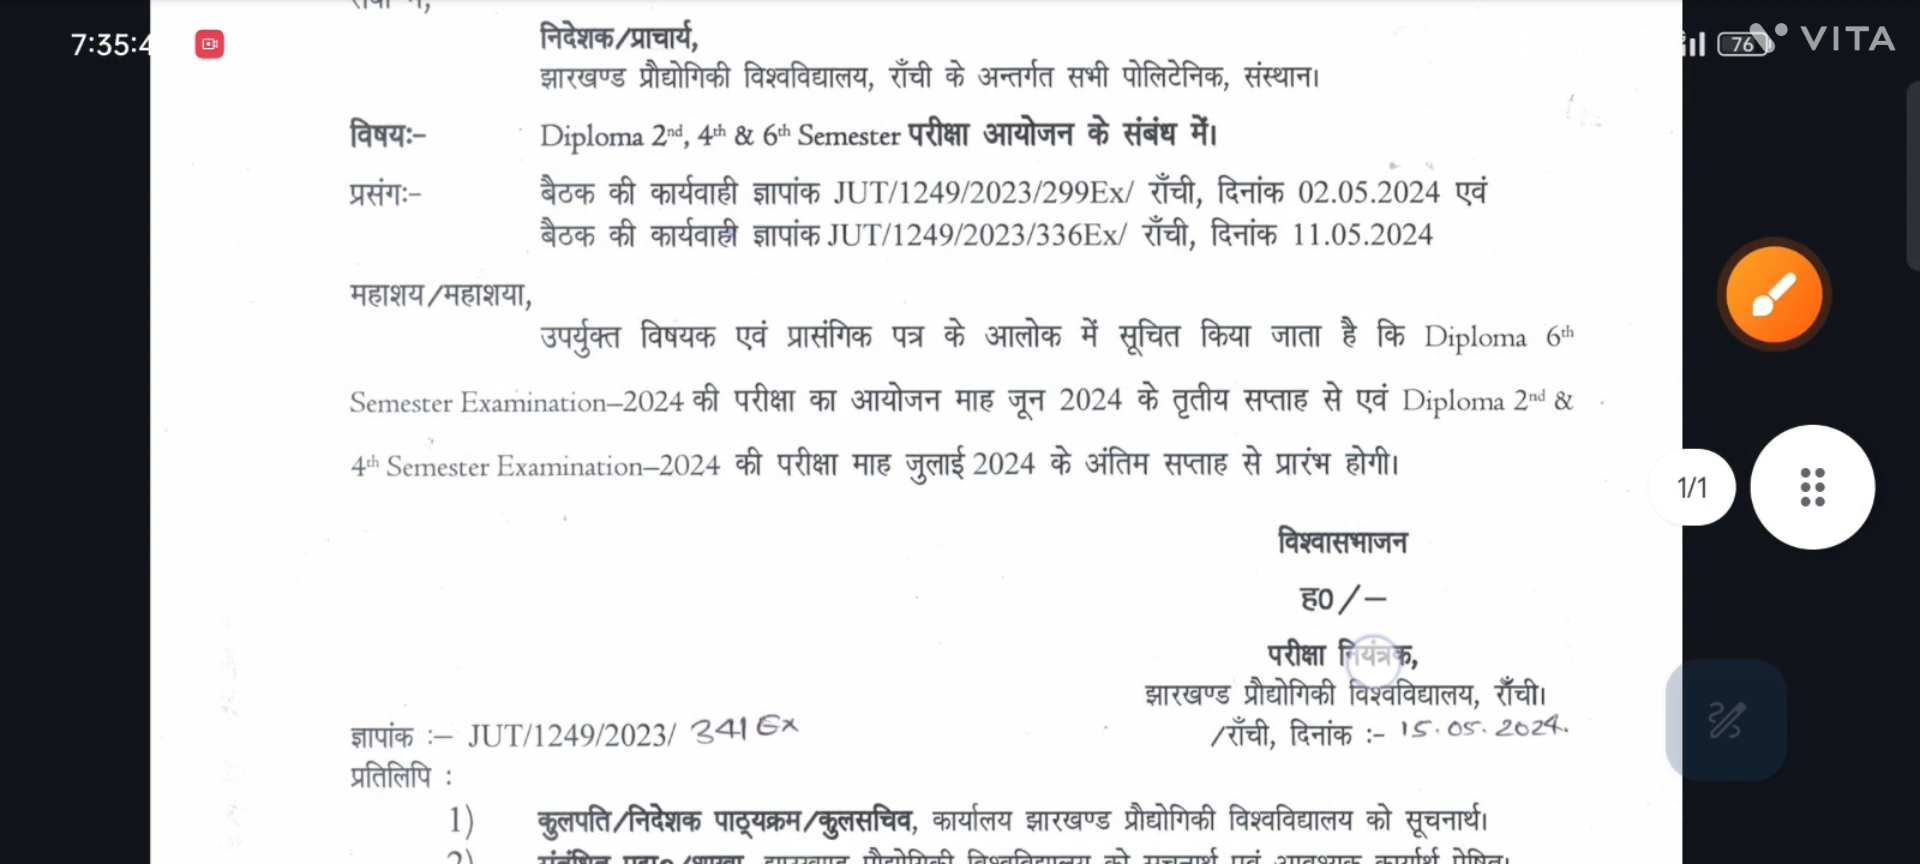 7:35:4
76
VITA
निदेशक/प्राचार्य,
झारखण्ड प्रौद्योगिकी विश्वविद्यालय, राँची के अन्तर्गत सभी पोलिटेनिक, संस्थान।
विषयः- Diploma 2nd, 4th & 6th Semester परीक्षा आयोजन के संबंध में।
प्रसंगः- बैठक की कार्यवाही ज्ञापांक JUT/1249/2023/299Ex/ राँची, दिनांक 02.05.2024 एवं
बैठक की कार्यवाही ज्ञापांक JUT/1249/2023/336Ex/ राँची, दिनांक 11.05.2024
महाशय/महाशया,
उपर्युक्त विषयक एवं प्रासंगिक पत्र के आलोक में सूचित किया जाता है कि Diploma 6th
Semester Examination–2024 की परीक्षा का आयोजन माह जून 2024 के तृतीय सप्ताह से एवं Diploma 2nd &
4th Semester Examination–2024 की परीक्षा माह जुलाई 2024 के अंतिम सप्ताह से प्रारंभ होगी।
1/1
विश्वासभाजन
ह0/—
परीक्षा नियंत्रक,
झारखण्ड प्रौद्योगिकी विश्वविद्यालय, राँची।
ज्ञापांक :— JUT/1249/2023/ 341 Ex /राँची, दिनांक :- 15.05.2024.
प्रतिलिपि :
1) कुलपति/निदेशक पाठ्यक्रम/कुलसचिव, कार्यालय झारखण्ड प्रौद्योगिकी विश्वविद्यालय को सूचनार्थ।
2)